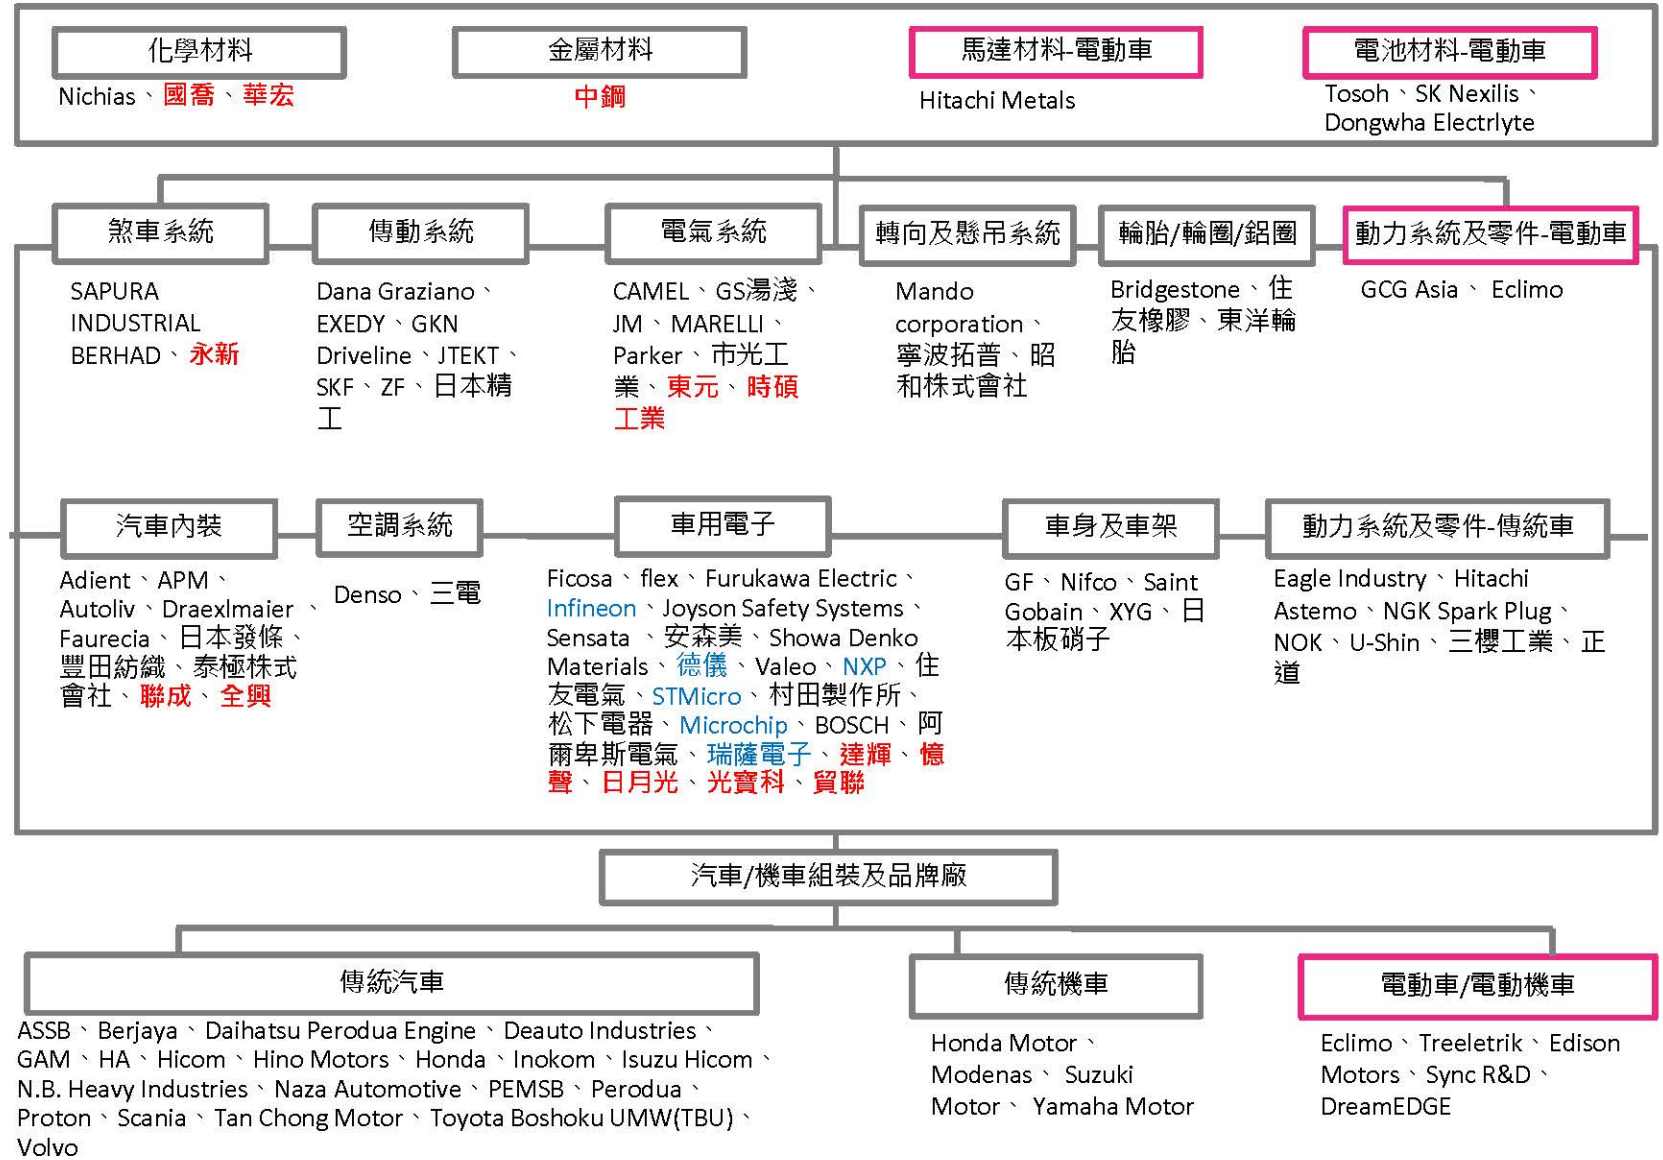 化學材料
Nichias、國喬、華宏
金屬材料
中鋼
馬達材料-電動車
Hitachi Metals
電池材料-電動車
Tosoh、SK Nexilis、
Dongwha Electrlyte
煞車系統
SAPURA
INDUSTRIAL
BERHAD、永新
傳動系統
Dana Graziano、
EXEDY、GKN
Driveline、JTEKT、
SKF、ZF、日本精
工
電氣系統
CAMEL、GS湯淺、
JM、MARELLI、
Parker、市光工
業、東元、時碩
工業
轉向及懸吊系統
Mando
corporation、
寧波拓普、昭
和株式會社
輪胎/輪圈/鋁圈
Bridgestone、住
友橡膠、東洋輪
胎
動力系統及零件-電動車
GCG Asia、Eclimo
汽車內裝
Adient、APM、
Autoliv、Draexlmaier、
Faurecia、日本發條、
豐田紡織、泰極株式
會社、聯成、全興
空調系統
Denso、三電
車用電子
Ficosa、flex、Furukawa Electric、
Infineon、Joyson Safety Systems、
Sensata、安森美、Showa Denko
Materials、德儀、Valeo、NXP、住
友電氣、STMicro、村田製作所、
松下電器、Microchip、BOSCH、阿
爾卑斯電氣、瑞薩電子、達輝、憶
聲、日月光、光寶科、貿聯
車身及車架
GF、Nifco、Saint
Gobain、XYG、日
本板硝子
動力系統及零件-傳統車
Eagle Industry、Hitachi
Astemo、NGK Spark Plug、
NOK、U-Shin、三櫻工業、正
道
汽車/機車組裝及品牌廠
傳統汽車
ASSB、Berjaya、Daihatsu Perodua Engine、Deauto Industries、
GAM、HA、Hicom、Hino Motors、Honda、Inokom、Isuzu Hicom、
N.B. Heavy Industries、Naza Automotive、PEMSB、Perodua、
Proton、Scania、Tan Chong Motor、Toyota Boshoku UMW(TBU)、
Volvo
傳統機車
Honda Motor、
Modenas、Suzuki
Motor、Yamaha Motor
電動車/電動機車
Eclimo、Treeletrik、Edison
Motors、Sync R&D、
DreamEDGE